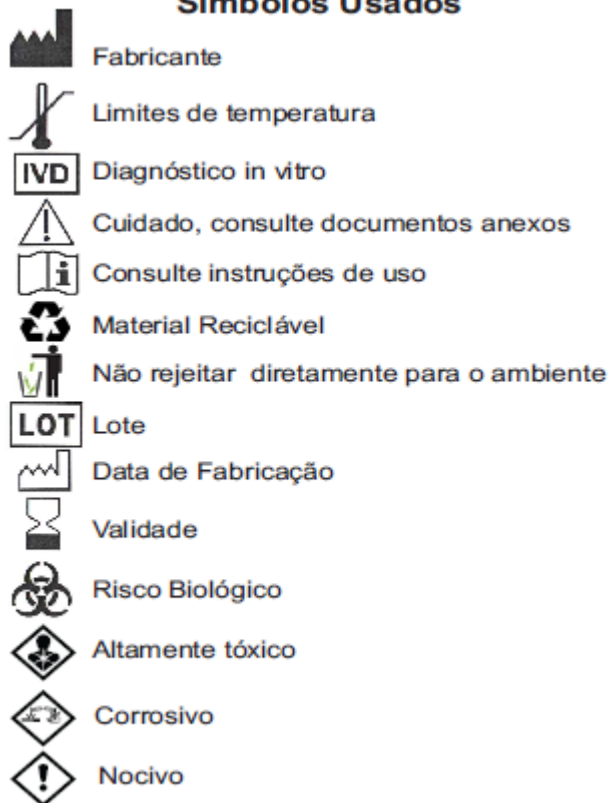 Símbolos Usados
Fabricante
Limites de temperatura
IVD Diagnóstico in vitro
Cuidado, consulte documentos anexos
Consulte instruções de uso
Material Reciclável
Não rejeitar diretamente para o ambiente
LOT Lote
Data de Fabricação
Validade
Risco Biológico
Altamente tóxico
Corrosivo
Nocivo